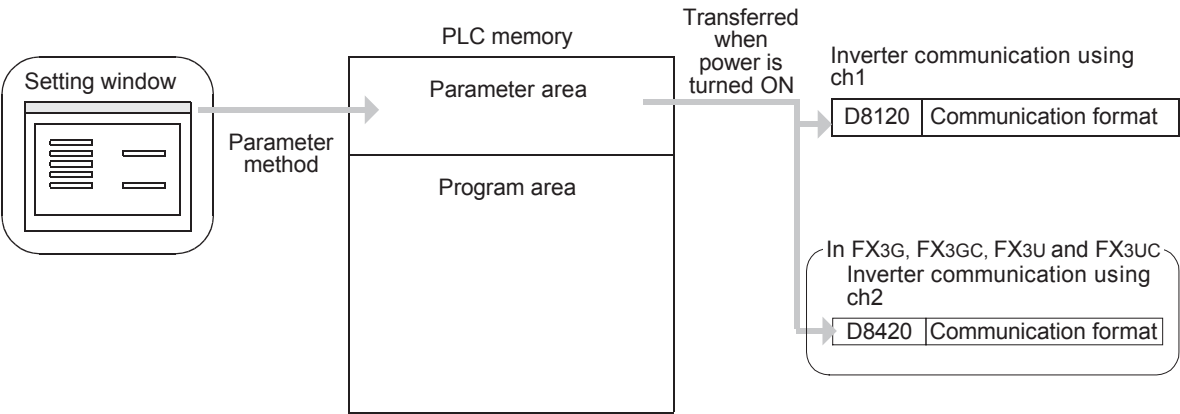 Setting window
Parameter
method
PLC memory
Parameter area
Program area
Transferred
when
power is
turned ON
Inverter communication using
ch1
D8120 Communication format
In FX3G, FX3GC, FX3U and FX3UC
Inverter communication using
ch2
D8420 Communication format